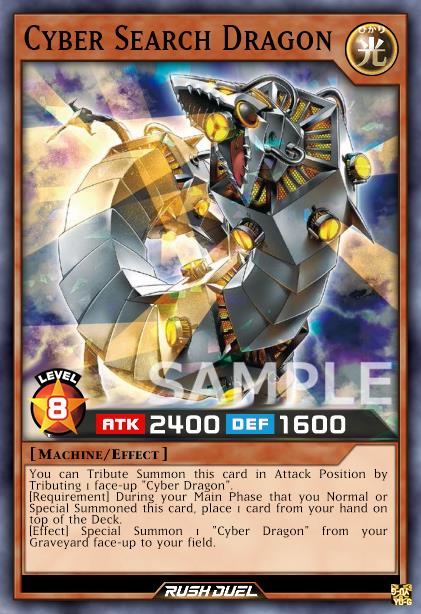 CYBER SEARCH DRAGON
ひかり
光
SAMPLE
LEVEL
8
ATK 2400 DEF 1600
[MACHINE/EFFECT]
You can Tribute Summon this card in Attack Position by
Tributing 1 face-up "Cyber Dragon".
[Requirement] During your Main Phase that you Normal or
Special Summoned this card, place 1 card from your hand on
top of the Deck.
[Effect] Special Summon 1 "Cyber Dragon" from your
Graveyard face-up to your field.
RUSH DUEL